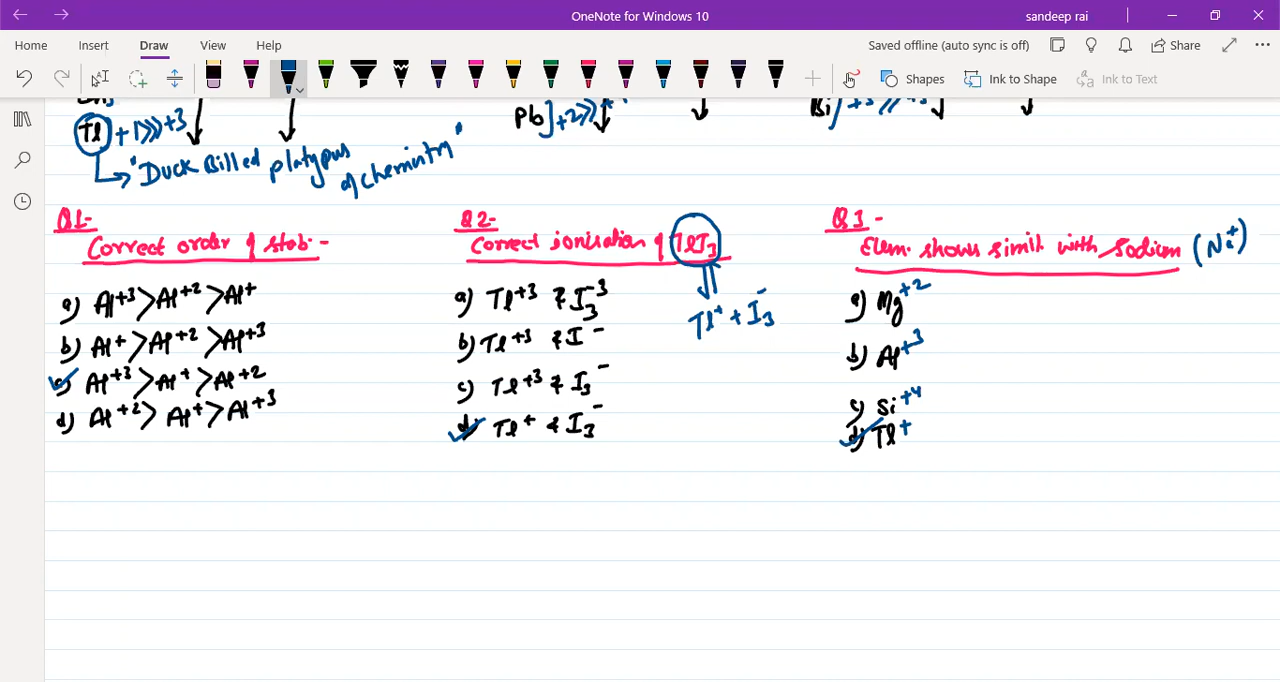 OneNote for Windows 10
sandeep rai
Home Insert Draw View Help
Saved offline (auto sync is off)
Share
Shapes
Ink to Shape
Ink to Text
Tl +1>>>+3
Pb] +2>>
Bi] +3 >>
"Duck Billed platypus
of chemistry"
Q1-
Correct order of stab-
a) Al+3>Al+2>Al+
b) Al+>Al+2>Al+3
c) Al+3>Al+>Al+2
d) Al+2>Al+>Al+3
Q2-
Correct ionisation of TlI3
Tl+ + I3-
a) Tl+3 & I3-3
b) Tl+3 & I-
c) Tl+3 & I3-
d) Tl+ & I3-
Q3-
Elem. shows simil. with sodium (Na+)
a) Mg+2
b) Al+3
c) Si+4
d) Tl+